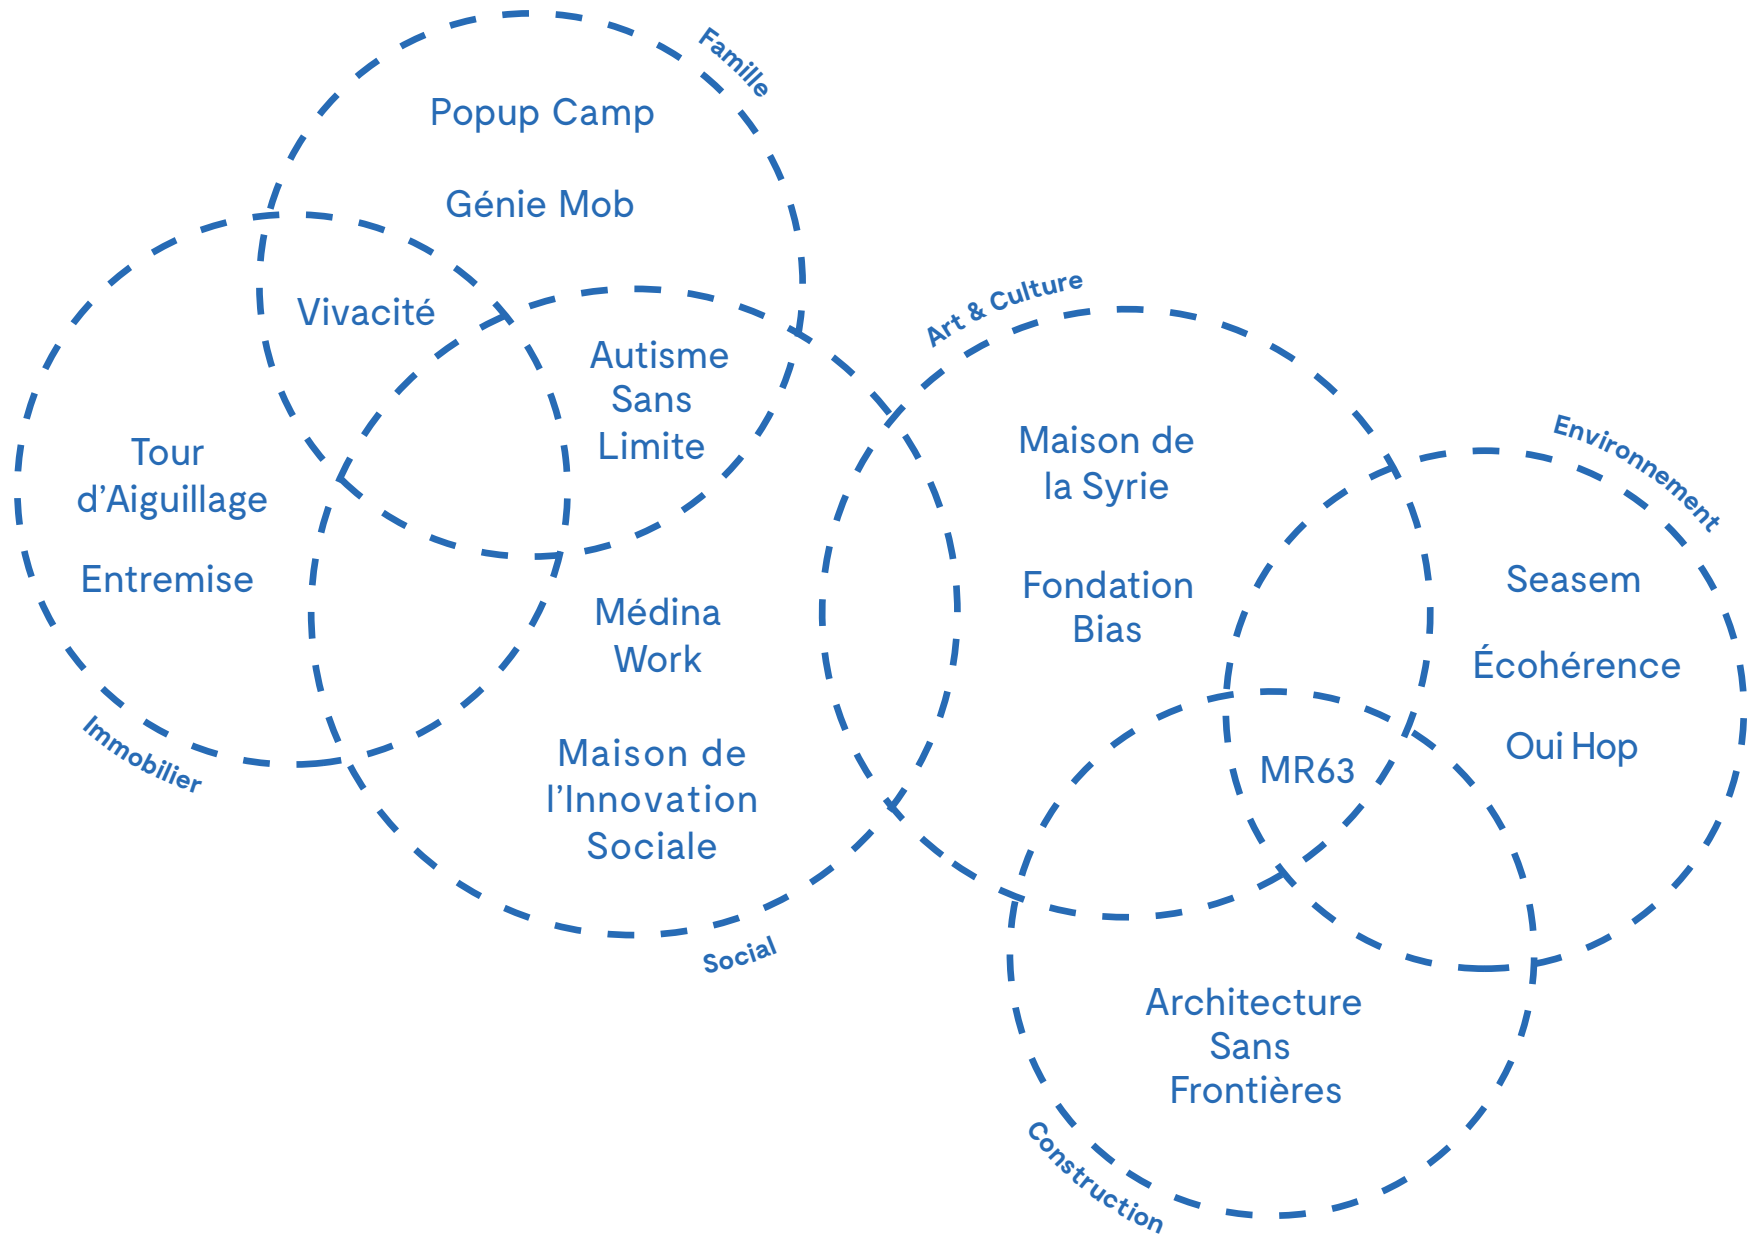 Famille
Popup Camp
Génie Mob
Vivacité
Autisme
Sans
Limite
Tour
d'Aiguillage
Entremise
Immobilier
Médina
Work
Maison de
l'Innovation
Sociale
Social
Art & Culture
Maison de
la Syrie
Fondation
Bias
Environnement
Seasem
Écohérence
Oui Hop
MR63
Architecture
Sans
Frontières
Construction